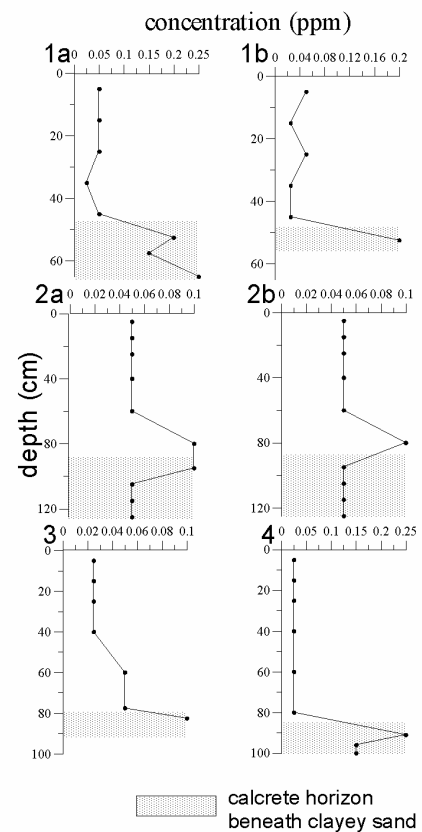 concentration (ppm)
1a
0 0.05 0.1 0.15 0.2 0.25
0
20
40
60
1b
0 0.04 0.08 0.12 0.16 0.2
0
20
40
60
2a
0 0.02 0.04 0.06 0.08 0.1
0
40
80
120
2b
0 0.02 0.04 0.06 0.08 0.1
0
40
80
120
depth (cm)
3
0 0.02 0.04 0.06 0.08 0.1
0
20
40
60
80
100
4
0 0.05 0.1 0.15 0.2 0.25
0
20
40
60
80
100
calcrete horizon
beneath clayey sand